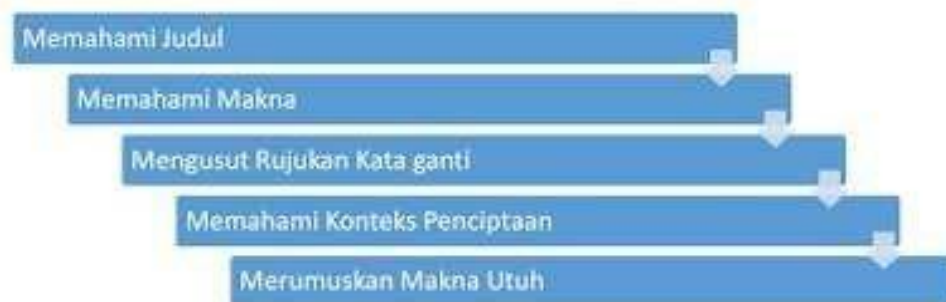 Memahami Judul
Memahami Makna
Mengusut Rujukan Kata ganti
Memahami Konteks Penciptaan
Merumuskan Makna Utuh